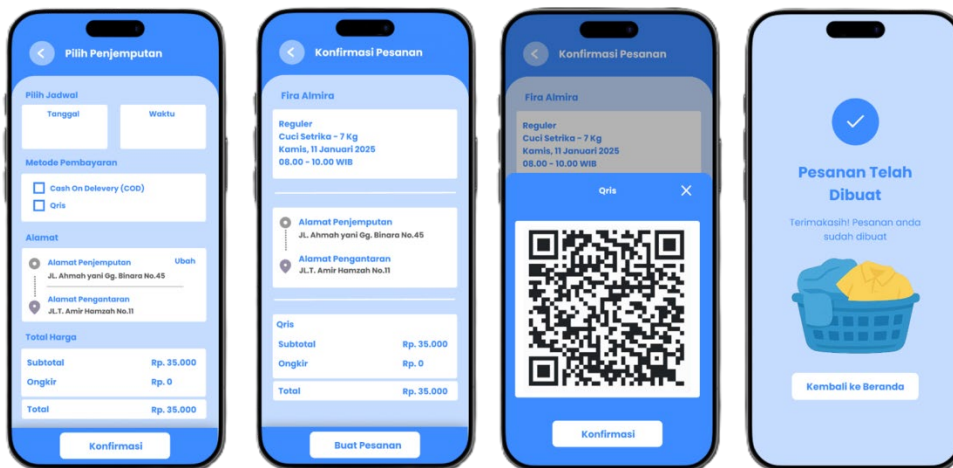 Pilih Penjemputan
Pilih Jadwal
Tanggal
Waktu
Metode Pembayaran
Cash On Delevery (COD)
Qris
Alamat
Alamat Penjemputan
Ubah
JL. Ahmah yani Gg. Binara No.45
Alamat Pengantaran
JL.T. Amir Hamzah No.11
Total Harga
Subtotal Rp. 35.000
Ongkir Rp. 0
Total Rp. 35.000
Konfirmasi
Konfirmasi Pesanan
Fira Almira
Reguler
Cuci Setrika - 7 Kg
Kamis, 11 Januari 2025
08.00 - 10.00 WIB
Alamat Penjemputan
JL. Ahmah yani Gg. Binara No.45
Alamat Pengantaran
JL.T. Amir Hamzah No.11
Qris
Subtotal Rp. 35.000
Ongkir Rp. 0
Total Rp. 35.000
Buat Pesanan
Konfirmasi Pesanan
Fira Almira
Reguler
Cuci Setrika - 7 Kg
Kamis, 11 Januari 2025
08.00 - 10.00 WIB
Qris
Konfirmasi
Pesanan Telah
Dibuat
Terimakasih! Pesanan anda
sudah dibuat
Kembali ke Beranda